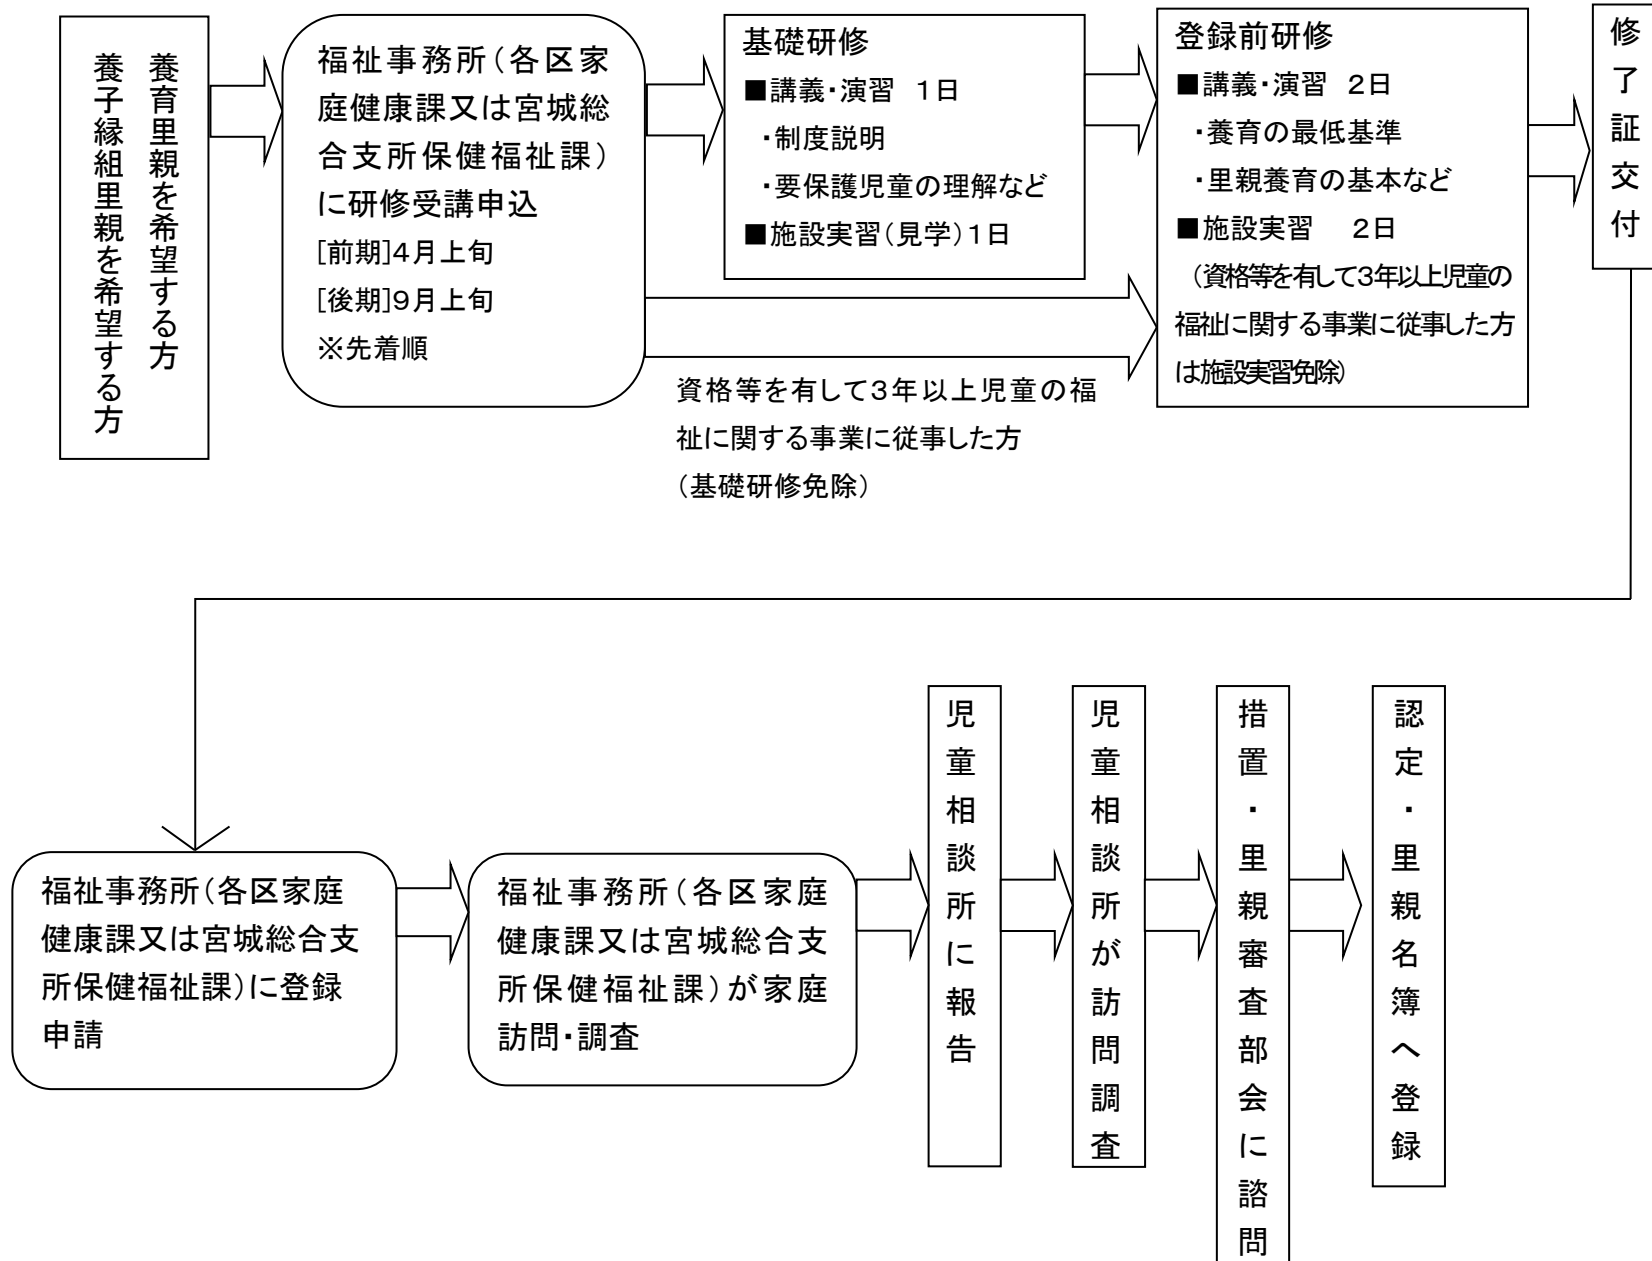 養育里親を希望する方
養子縁組里親を希望する方
福祉事務所（各区家
庭健康課又は宮城総
合支所保健福祉課）
に研修受講申込
[前期]４月上旬
[後期]９月上旬
※先着順
基礎研修
■講義・演習　１日
・制度説明
・要保護児童の理解など
■施設実習（見学）１日
資格等を有して３年以上児童の福
祉に関する事業に従事した方
（基礎研修免除）
登録前研修
■講義・演習　２日
・養育の最低基準
・里親養育の基本など
■施設実習　２日
（資格等を有して３年以上児童の
福祉に関する事業に従事した方
は施設実習免除）
修了証交付
福祉事務所（各区家庭
健康課又は宮城総合支
所保健福祉課）に登録
申請
福祉事務所（各区家庭
健康課又は宮城総合支
所保健福祉課）が家庭
訪問・調査
児童相談所に報告
児童相談所が訪問調査
措置・里親審査部会に諮問
認定・里親名簿へ登録